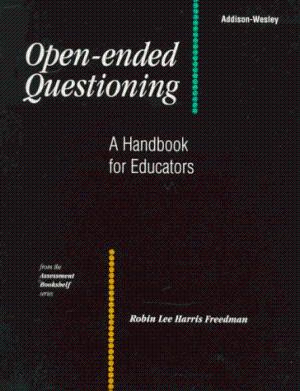 Addison-Wesley
Open-ended
Questioning
A Handbook
for Educators
from the
Assessment
Bookshelf
series
Robin Lee Harris Freedman